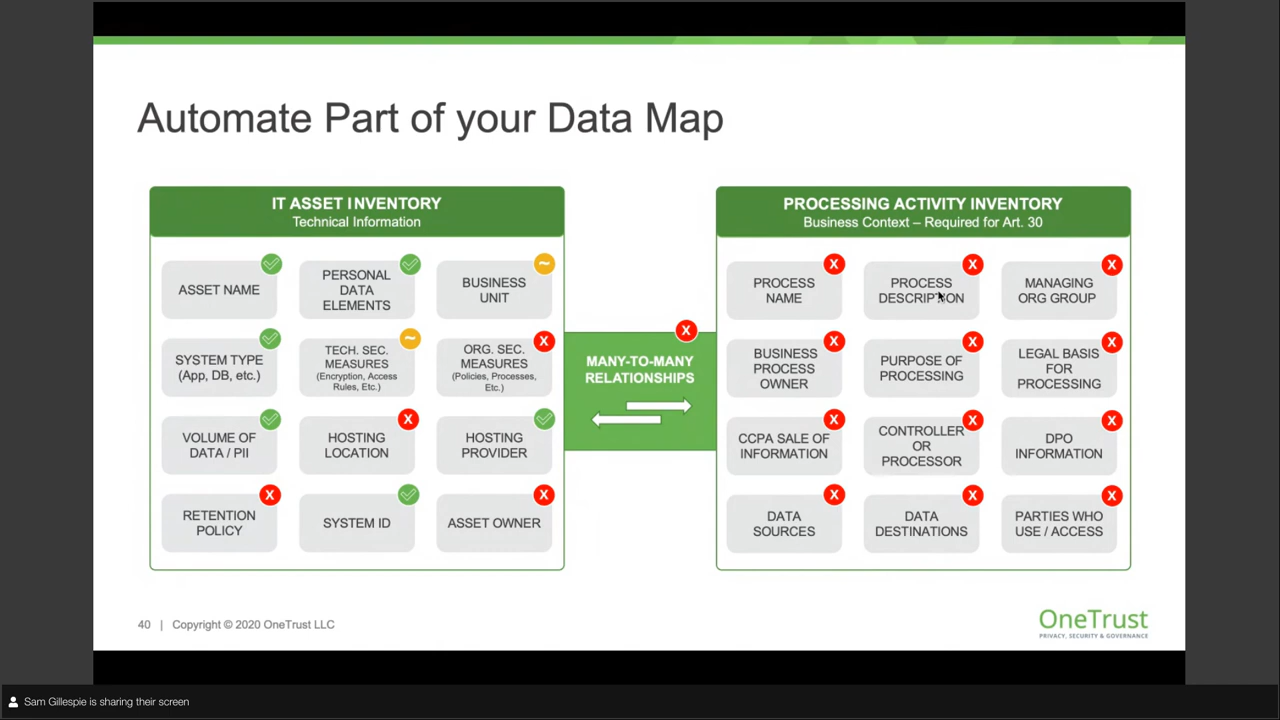 Automate Part of your Data Map
IT ASSET INVENTORY
Technical Information
ASSET NAME
PERSONAL
DATA
ELEMENTS
BUSINESS
UNIT
~
SYSTEM TYPE
(App, DB, etc.)
TECH. SEC.
MEASURES
(Encryption, Access
Rules, Etc.)
~
ORG. SEC.
MEASURES
(Policies, Processes,
Etc.)
X
VOLUME OF
DATA / PII
HOSTING
LOCATION
X
HOSTING
PROVIDER
RETENTION
POLICY
X
SYSTEM ID
ASSET OWNER
X
MANY-TO-MANY
RELATIONSHIPS
X
PROCESSING ACTIVITY INVENTORY
Business Context – Required for Art. 30
PROCESS
NAME
X
PROCESS
DESCRIPTION
X
MANAGING
ORG GROUP
X
BUSINESS
PROCESS
OWNER
X
PURPOSE OF
PROCESSING
X
LEGAL BASIS
FOR
PROCESSING
X
CCPA SALE OF
INFORMATION
X
CONTROLLER
OR
PROCESSOR
X
DPO
INFORMATION
X
DATA
SOURCES
X
DATA
DESTINATIONS
X
PARTIES WHO
USE / ACCESS
X
40 | Copyright © 2020 OneTrust LLC
OneTrust
PRIVACY, SECURITY & GOVERNANCE
Sam Gillespie is sharing their screen